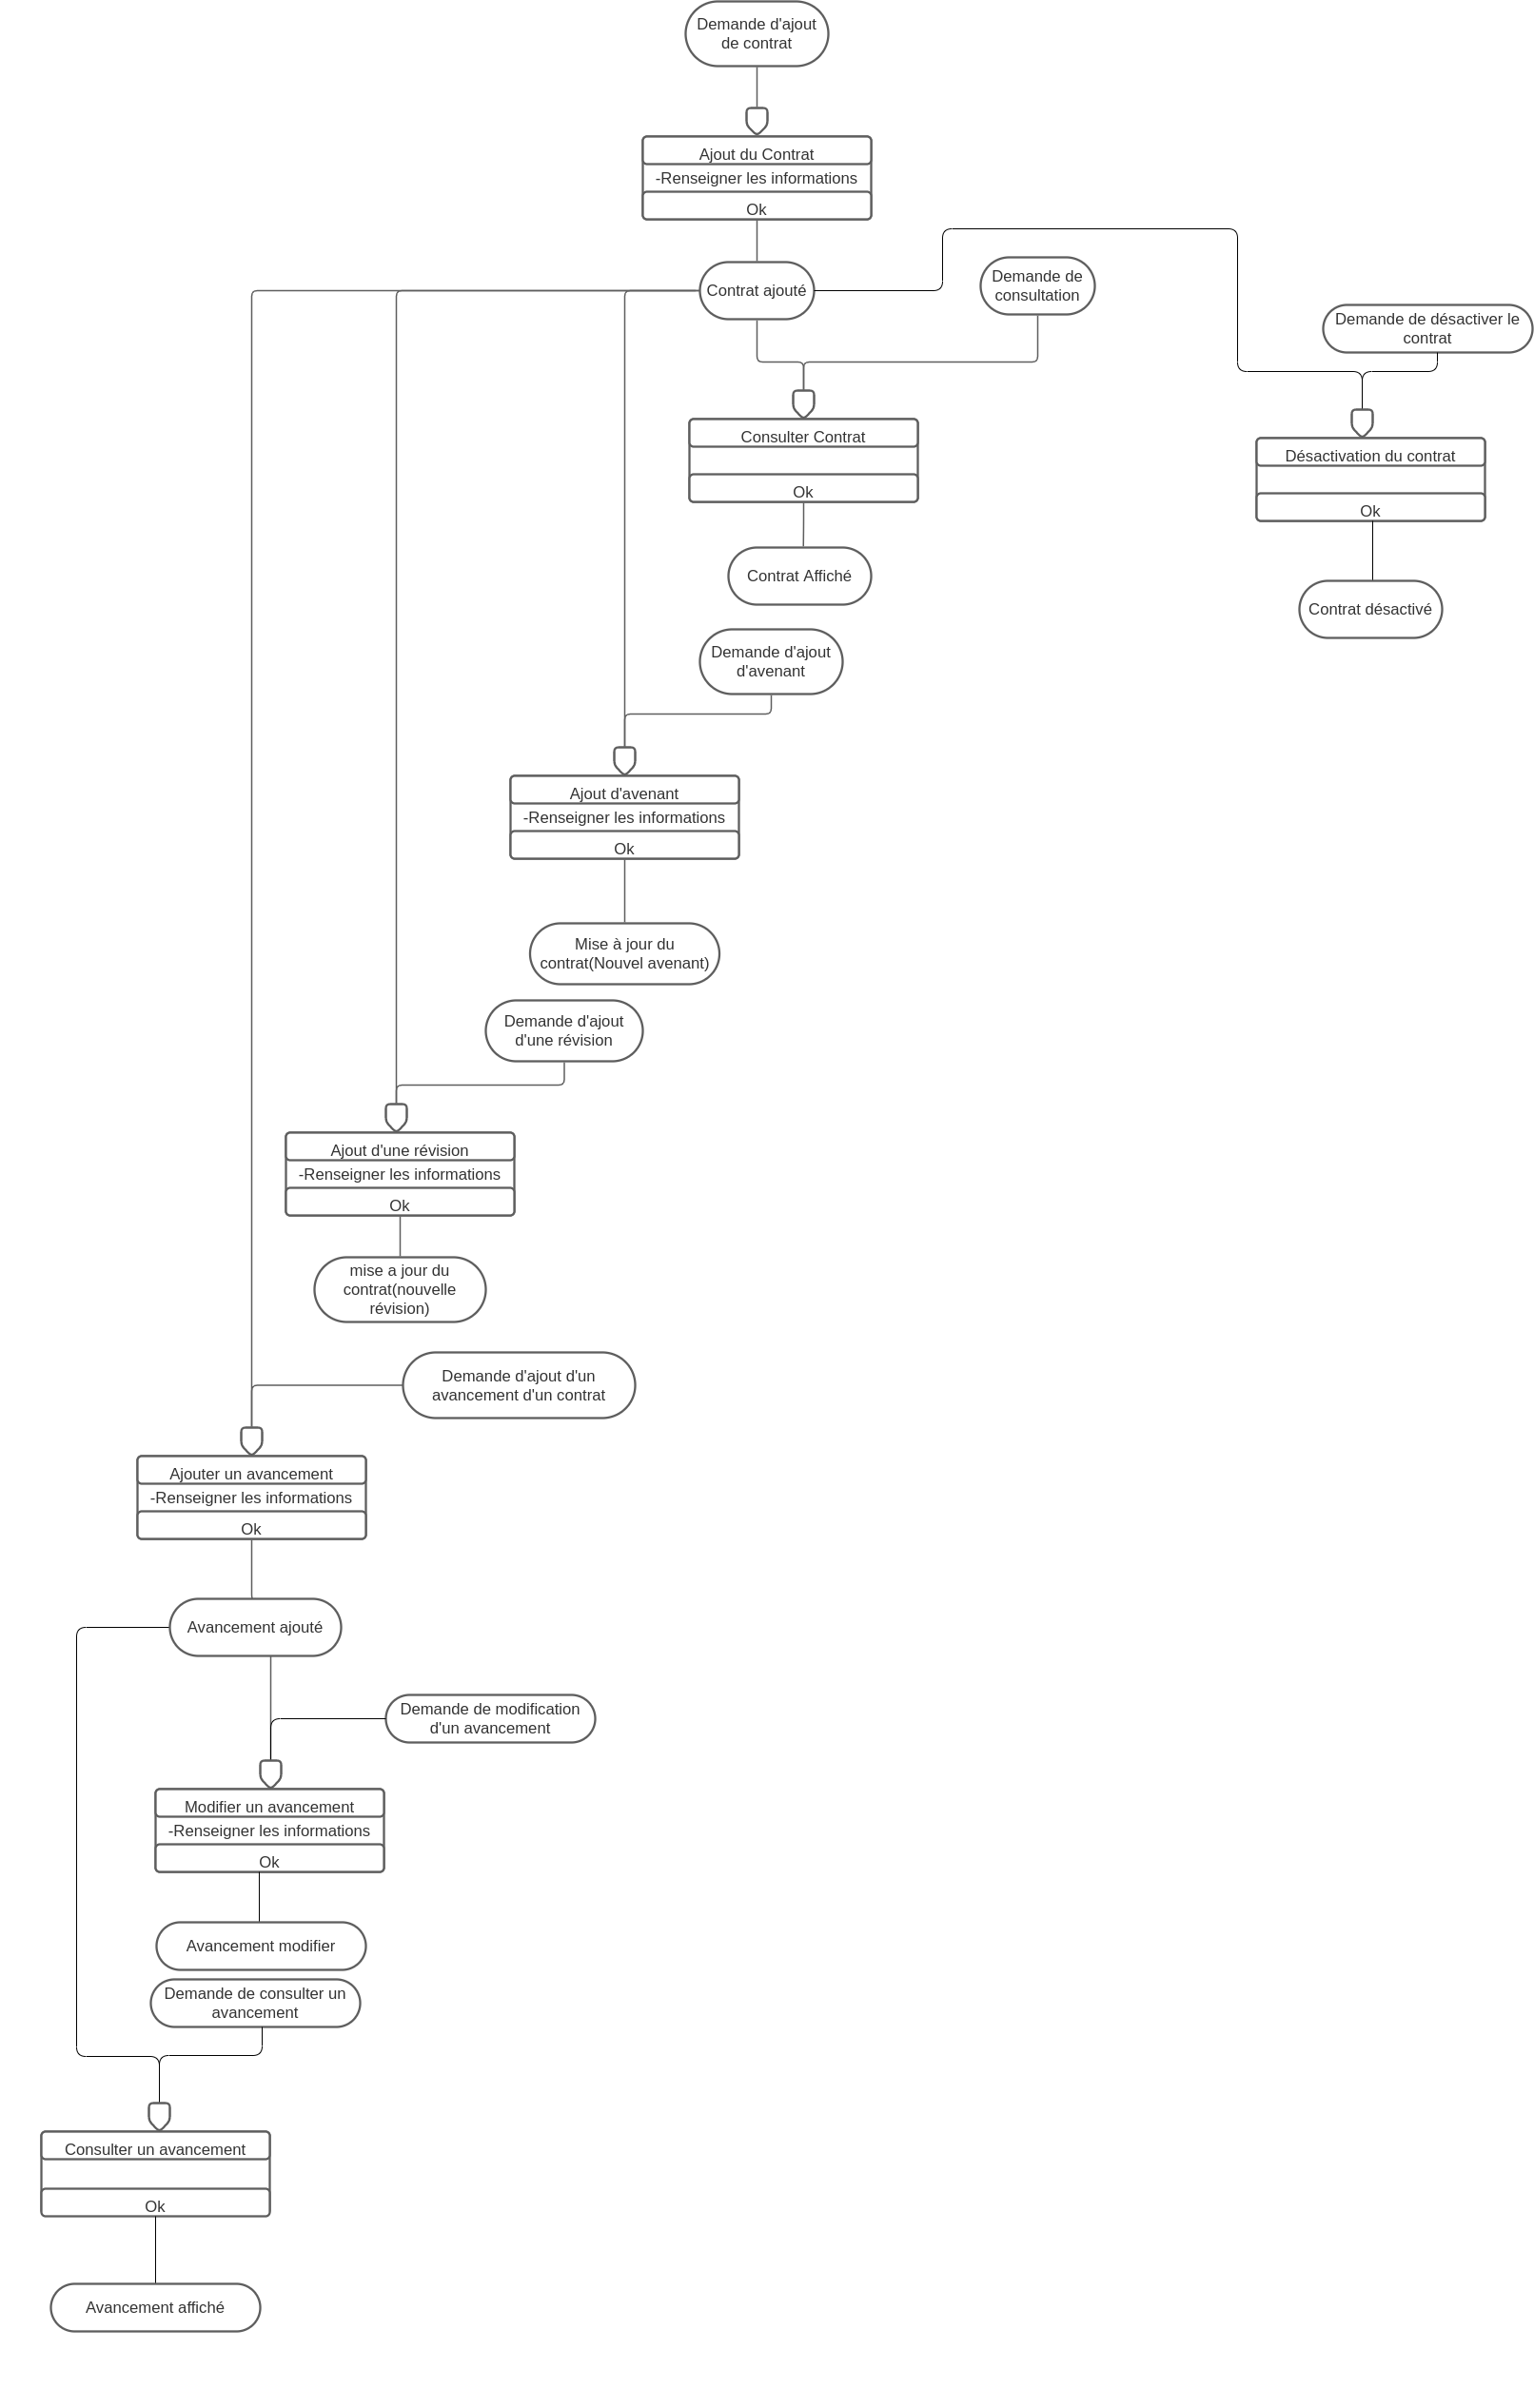 Demande d'ajout
de contrat
Ajout du Contrat
-Renseigner les informations
Ok
Contrat ajouté
Demande de
consultation
Demande de désactiver le
contrat
Consulter Contrat
Ok
Désactivation du contrat
Ok
Contrat Affiché
Contrat désactivé
Demande d'ajout
d'avenant
Ajout d'avenant
-Renseigner les informations
Ok
Mise à jour du
contrat(Nouvel avenant)
Demande d'ajout
d'une révision
Ajout d'une révision
-Renseigner les informations
Ok
mise a jour du
contrat(nouvelle
révision)
Demande d'ajout d'un
avancement d'un contrat
Ajouter un avancement
-Renseigner les informations
Ok
Avancement ajouté
Demande de modification
d'un avancement
Modifier un avancement
-Renseigner les informations
Ok
Avancement modifier
Demande de consulter un
avancement
Consulter un avancement
Ok
Avancement affiché